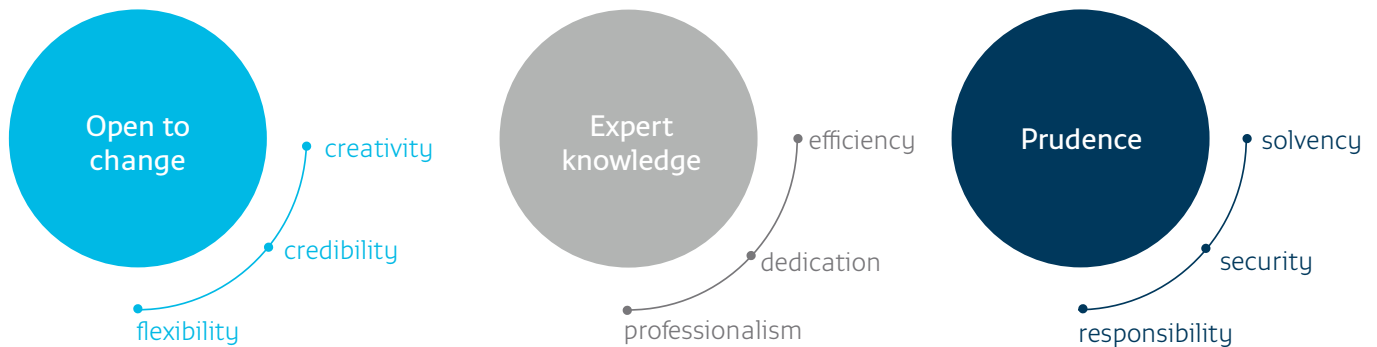 Open to
change
creativity
credibility
flexibility
Expert
knowledge
efficiency
dedication
professionalism
Prudence
solvency
security
responsibility